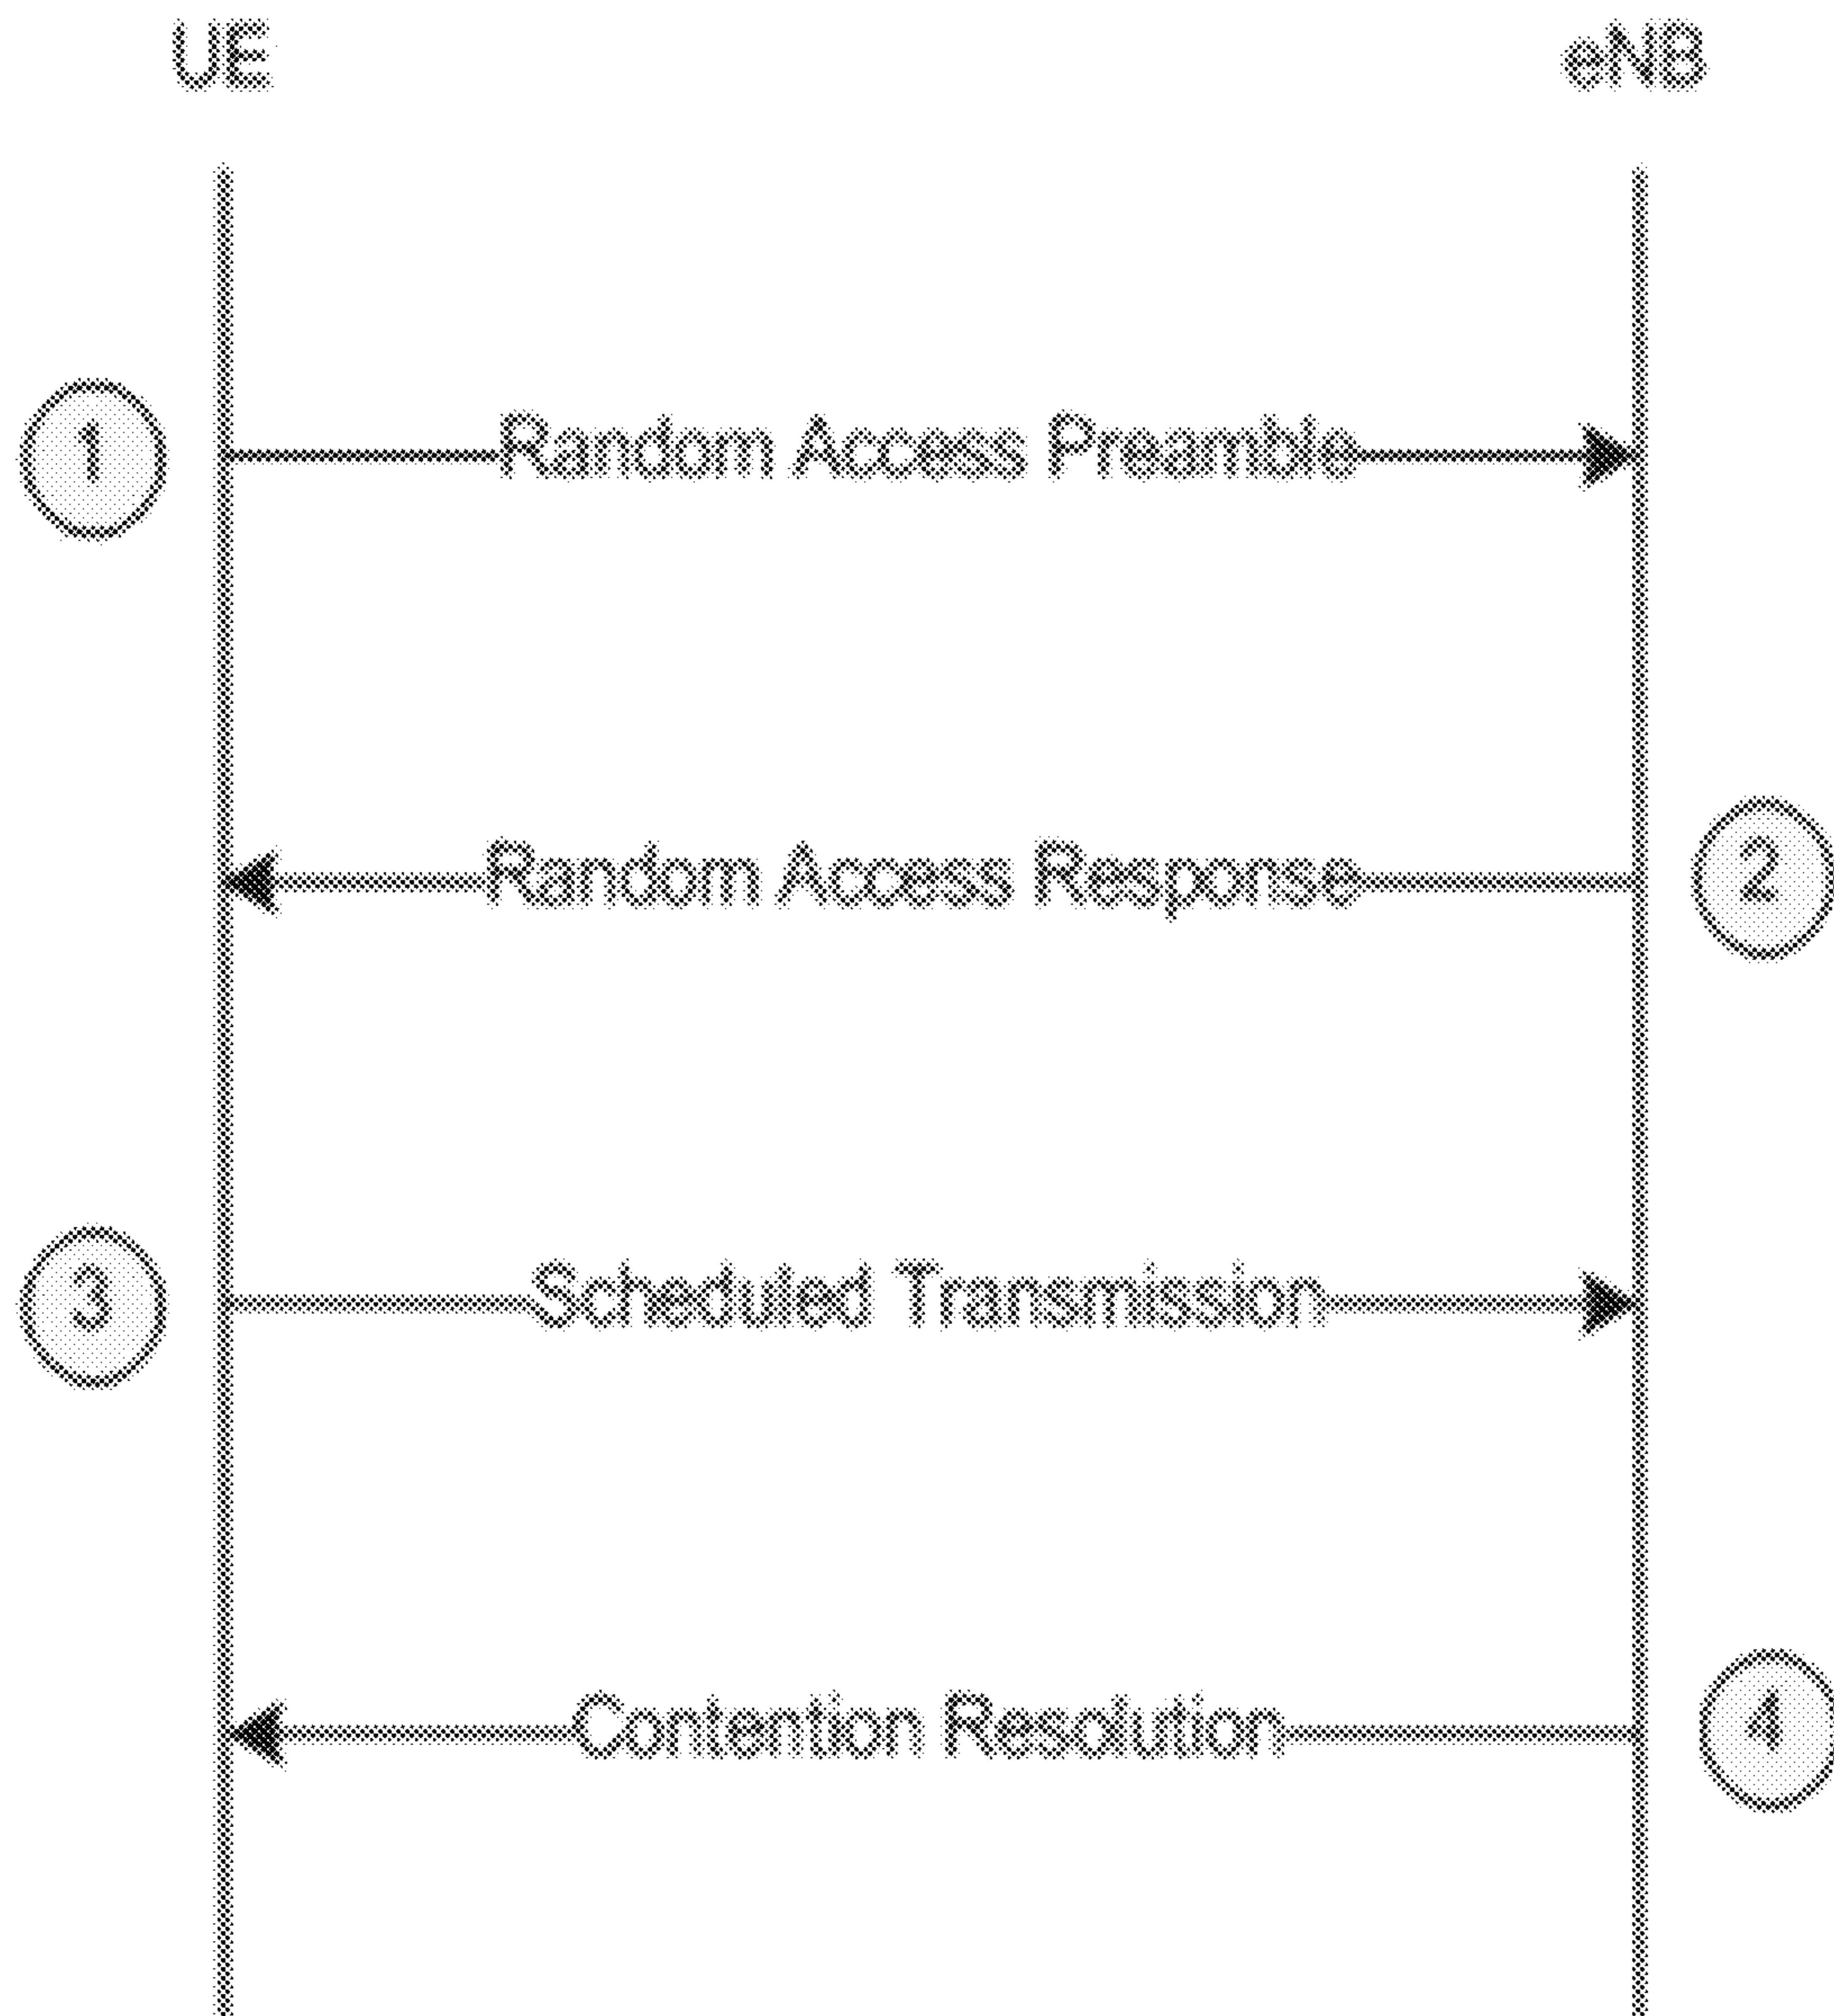 UE eNB
1 Random Access Preamble
Random Access Response 2
3 Scheduled Transmission
Contention Resolution 4